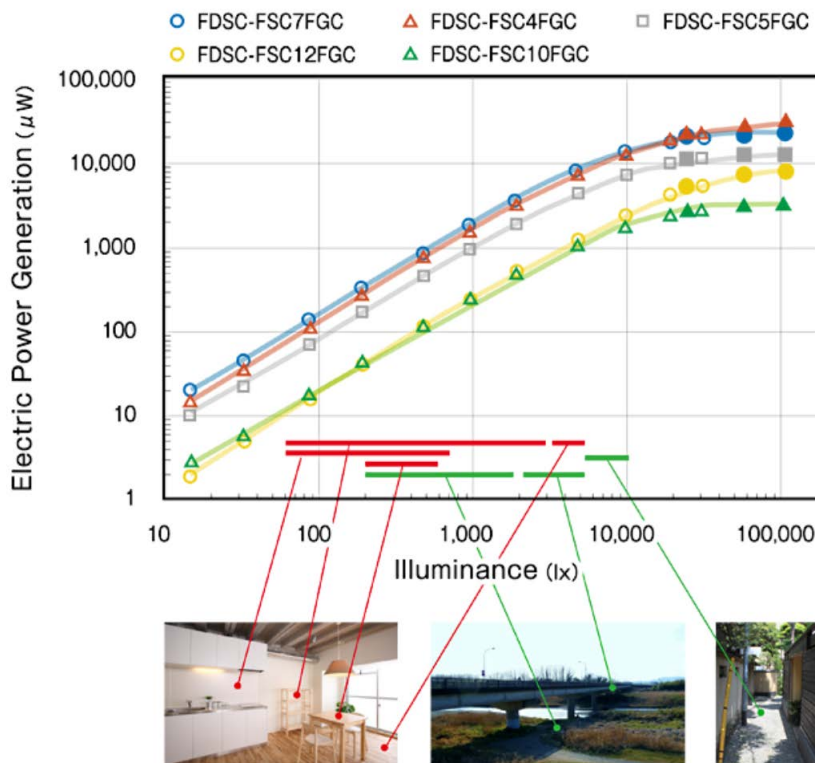 FDSC-FSC7FGC FDSC-FSC4FGC FDSC-FSC5FGC
FDSC-FSC12FGC FDSC-FSC10FGC
Electric Power Generation (μW)
100,000
10,000
1,000
100
10
1
10 100 1,000 10,000 100,000
Illuminance (lx)